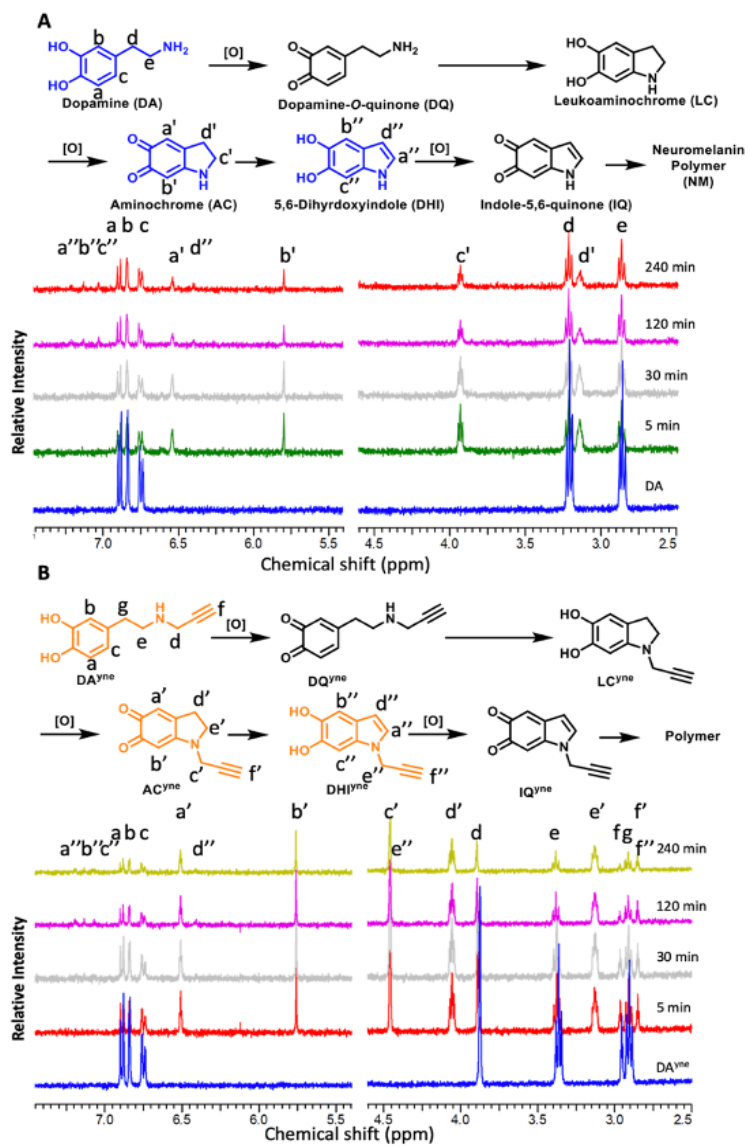 A
HO
HO
b
d
NH₂
e
c
a
Dopamine (DA)
[O]
O
O
NH₂
Dopamine-O-quinone (DQ)
HO
HO
N
H
Leukoaminochrome (LC)
[O]
O
O
a'
d'
c'
b'
N
H
Aminochrome (AC)
HO
HO
b''
d''
a''
c''
N
H
5,6-Dihyrdoxyindole (DHI)
[O]
O
O
N
H
Indole-5,6-quinone (IQ)
Neuromelanin
Polymer
(NM)
a b c
a''b''c'' a' d'' b' c' d d' e
240 min
120 min
30 min
5 min
DA
Relative Intensity
7.0 6.5 6.0 5.5 4.5 4.0 3.5 3.0 2.5
Chemical shift (ppm)
B
HO
HO
b
g
H
N
f
e
d
a
c
DAyne
[O]
O
O
H
N
DQyne
HO
HO
N
LCyne
[O]
O
O
a'
d'
e'
N
b'
c'
f'
ACyne
HO
HO
b''
d''
a''
N
c''
e''
f''
DHIyne
[O]
O
O
N
IQyne
Polymer
a' b' c' d' e' f'
a''b''c'' a b c d'' e'' d e f g f''
240 min
120 min
30 min
5 min
DAyne
Relative Intensity
7.0 6.5 6.0 5.5 4.5 4.0 3.5 3.0 2.5
Chemical shift (ppm)